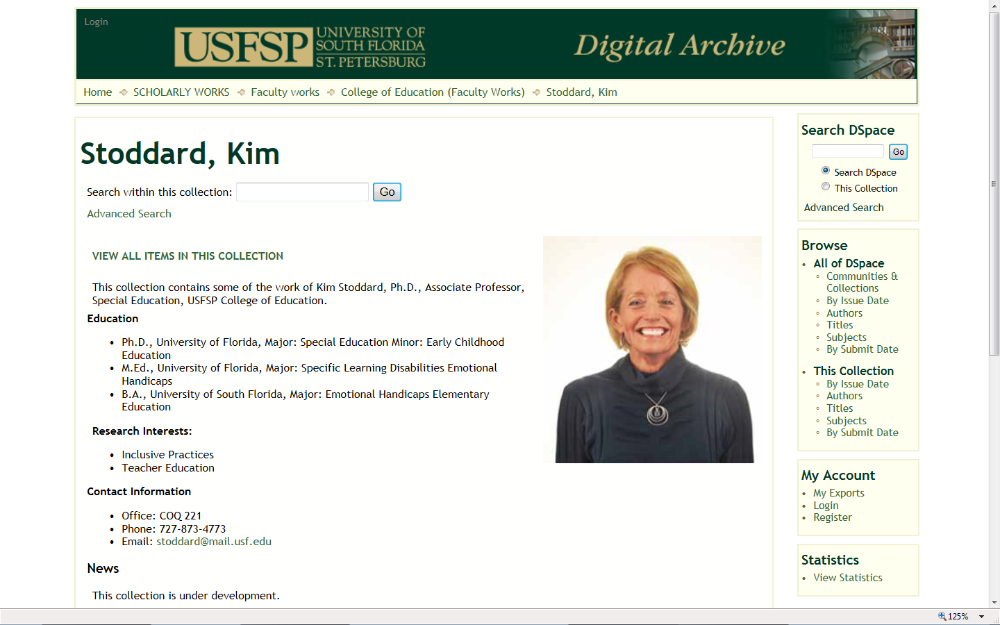 Login
USFSP UNIVERSITY OF
SOUTH FLORIDA
ST. PETERSBURG
Digital Archive
Home SCHOLARLY WORKS Faculty works College of Education (Faculty Works) Stoddard, Kim
Stoddard, Kim
Search within this collection: Go
Advanced Search
VIEW ALL ITEMS IN THIS COLLECTION
This collection contains some of the work of Kim Stoddard, Ph.D., Associate Professor,
Special Education, USFSP College of Education.
Education
• Ph.D., University of Florida, Major: Special Education Minor: Early Childhood
Education
• M.Ed., University of Florida, Major: Specific Learning Disabilities Emotional
Handicaps
• B.A., University of South Florida, Major: Emotional Handicaps Elementary
Education
Research Interests:
• Inclusive Practices
• Teacher Education
Contact Information
• Office: COQ 221
• Phone: 727-873-4773
• Email: stoddard@mail.usf.edu
News
This collection is under development.
Search DSpace
Go
Search DSpace
This Collection
Advanced Search
Browse
• All of DSpace
◦ Communities &
Collections
◦ By Issue Date
◦ Authors
◦ Titles
◦ Subjects
◦ By Submit Date
• This Collection
◦ By Issue Date
◦ Authors
◦ Titles
◦ Subjects
◦ By Submit Date
My Account
• My Exports
• Login
• Register
Statistics
• View Statistics
125%